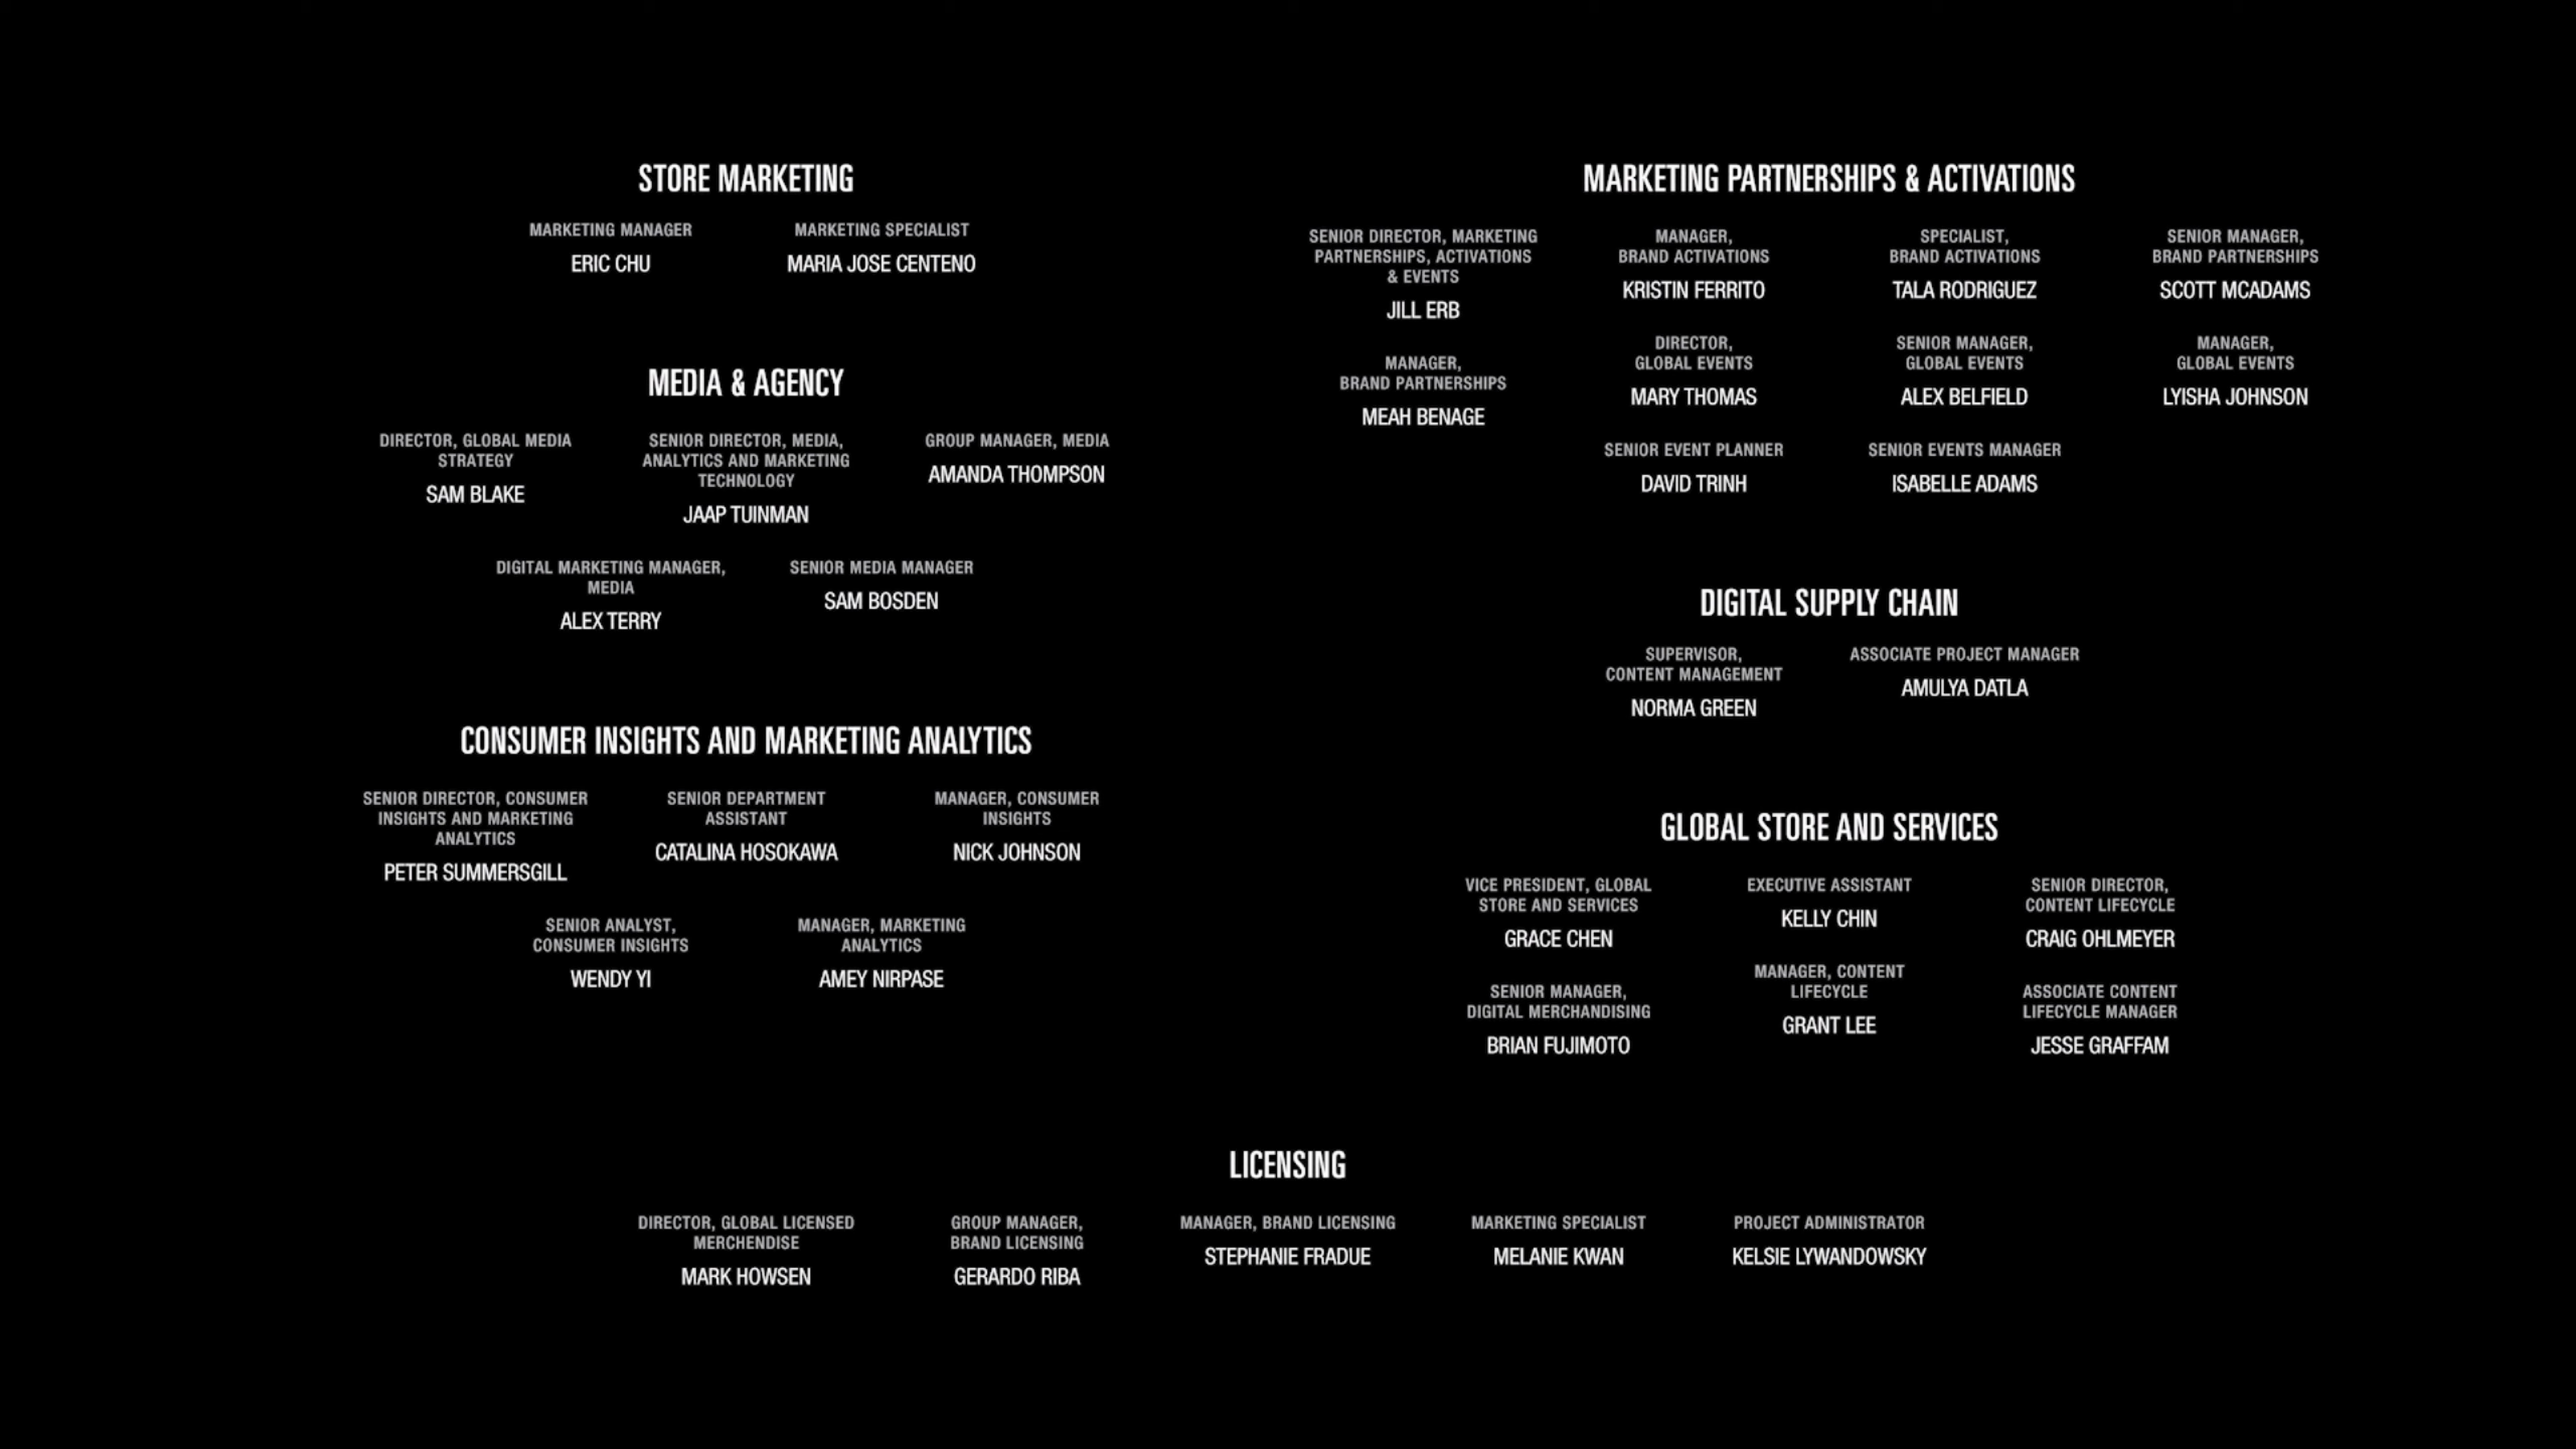 STORE MARKETING
MARKETING MANAGER
ERIC CHU
MARKETING SPECIALIST
MARIA JOSE CENTENO
MEDIA & AGENCY
DIRECTOR, GLOBAL MEDIA
STRATEGY
SAM BLAKE
SENIOR DIRECTOR, MEDIA,
ANALYTICS AND MARKETING
TECHNOLOGY
JAAP TUINMAN
GROUP MANAGER, MEDIA
AMANDA THOMPSON
DIGITAL MARKETING MANAGER,
MEDIA
ALEX TERRY
SENIOR MEDIA MANAGER
SAM BOSDEN
CONSUMER INSIGHTS AND MARKETING ANALYTICS
SENIOR DIRECTOR, CONSUMER
INSIGHTS AND MARKETING
ANALYTICS
PETER SUMMERSGILL
SENIOR DEPARTMENT
ASSISTANT
CATALINA HOSOKAWA
MANAGER, CONSUMER
INSIGHTS
NICK JOHNSON
SENIOR ANALYST,
CONSUMER INSIGHTS
WENDY YI
MANAGER, MARKETING
ANALYTICS
AMEY NIRPASE
MARKETING PARTNERSHIPS & ACTIVATIONS
SENIOR DIRECTOR, MARKETING
PARTNERSHIPS, ACTIVATIONS
& EVENTS
JILL ERB
MANAGER,
BRAND ACTIVATIONS
KRISTIN FERRITO
SPECIALIST,
BRAND ACTIVATIONS
TALA RODRIGUEZ
SENIOR MANAGER,
BRAND PARTNERSHIPS
SCOTT MCADAMS
MANAGER,
BRAND PARTNERSHIPS
MEAH BENAGE
DIRECTOR,
GLOBAL EVENTS
MARY THOMAS
SENIOR MANAGER,
GLOBAL EVENTS
ALEX BELFIELD
MANAGER,
GLOBAL EVENTS
LYISHA JOHNSON
SENIOR EVENT PLANNER
DAVID TRINH
SENIOR EVENTS MANAGER
ISABELLE ADAMS
DIGITAL SUPPLY CHAIN
SUPERVISOR,
CONTENT MANAGEMENT
NORMA GREEN
ASSOCIATE PROJECT MANAGER
AMULYA DATLA
GLOBAL STORE AND SERVICES
VICE PRESIDENT, GLOBAL
STORE AND SERVICES
GRACE CHEN
EXECUTIVE ASSISTANT
KELLY CHIN
SENIOR DIRECTOR,
CONTENT LIFECYCLE
CRAIG OHLMEYER
SENIOR MANAGER,
DIGITAL MERCHANDISING
BRIAN FUJIMOTO
MANAGER, CONTENT
LIFECYCLE
GRANT LEE
ASSOCIATE CONTENT
LIFECYCLE MANAGER
JESSE GRAFFAM
LICENSING
DIRECTOR, GLOBAL LICENSED
MERCHENDISE
MARK HOWSEN
GROUP MANAGER,
BRAND LICENSING
GERARDO RIBA
MANAGER, BRAND LICENSING
STEPHANIE FRADUE
MARKETING SPECIALIST
MELANIE KWAN
PROJECT ADMINISTRATOR
KELSIE LYWANDOWSKY